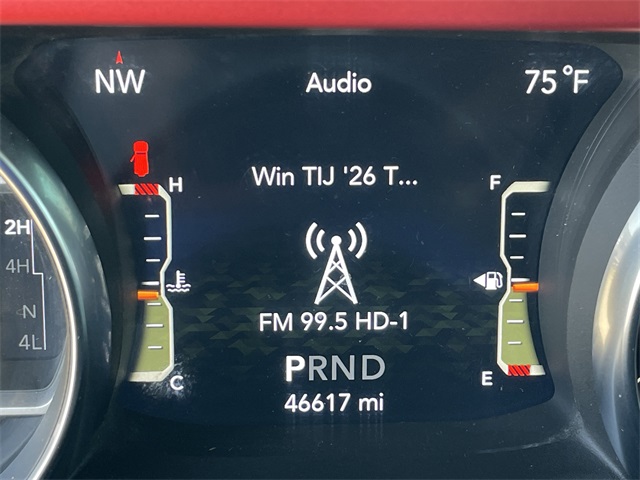 NW Audio 75°F
Win TIJ '26 T...
H F
2H
4H
N
4L
FM 99.5 HD-1
PRND
C E
46617 mi